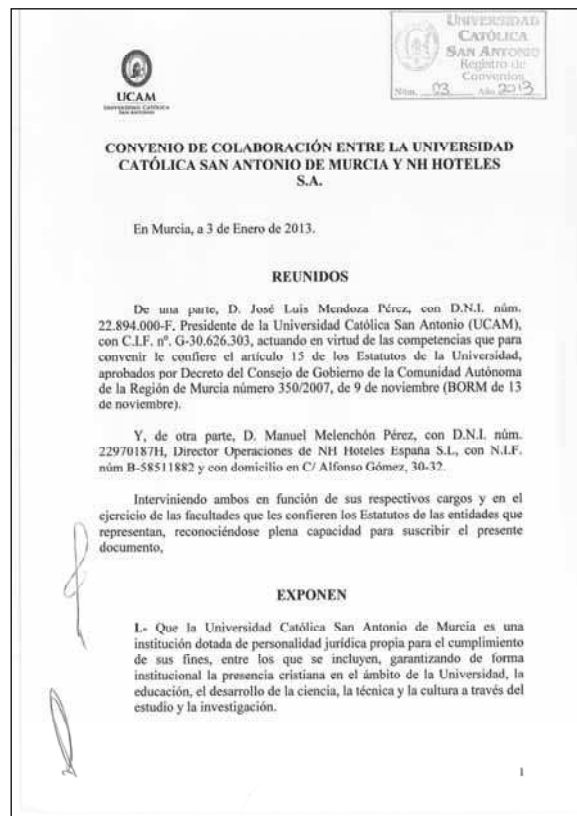 UNIVERSIDAD
CATÓLICA
SAN ANTONIO
Registro de
Convenios
Núm. 03 Año 2013
UCAM
UNIVERSIDAD CATÓLICA
SAN ANTONIO
CONVENIO DE COLABORACIÓN ENTRE LA UNIVERSIDAD
CATÓLICA SAN ANTONIO DE MURCIA Y NH HOTELES
S.A.
En Murcia, a 3 de Enero de 2013.
REUNIDOS
De una parte, D. José Luis Mendoza Pérez, con D.N.I. núm.
22.894.000-F. Presidente de la Universidad Católica San Antonio (UCAM),
con C.I.F. nº. G-30.626.303, actuando en virtud de las competencias que para
convenir le confiere el artículo 15 de los Estatutos de la Universidad,
aprobados por Decreto del Consejo de Gobierno de la Comunidad Autónoma
de la Región de Murcia número 350/2007, de 9 de noviembre (BORM de 13
de noviembre).
Y, de otra parte, D. Manuel Melenchón Pérez, con D.N.I. núm.
22970187H, Director Operaciones de NH Hoteles España S.L, con N.I.F.
núm B-58511882 y con domicilio en C/ Alfonso Gómez, 30-32.
Interviniendo ambos en función de sus respectivos cargos y en el
ejercicio de las facultades que les confieren los Estatutos de las entidades que
representan, reconociéndose plena capacidad para suscribir el presente
documento,
EXPONEN
I.- Que la Universidad Católica San Antonio de Murcia es una
institución dotada de personalidad jurídica propia para el cumplimiento
de sus fines, entre los que se incluyen, garantizando de forma
institucional la presencia cristiana en el ámbito de la Universidad, la
educación, el desarrollo de la ciencia, la técnica y la cultura a través del
estudio y la investigación.
1